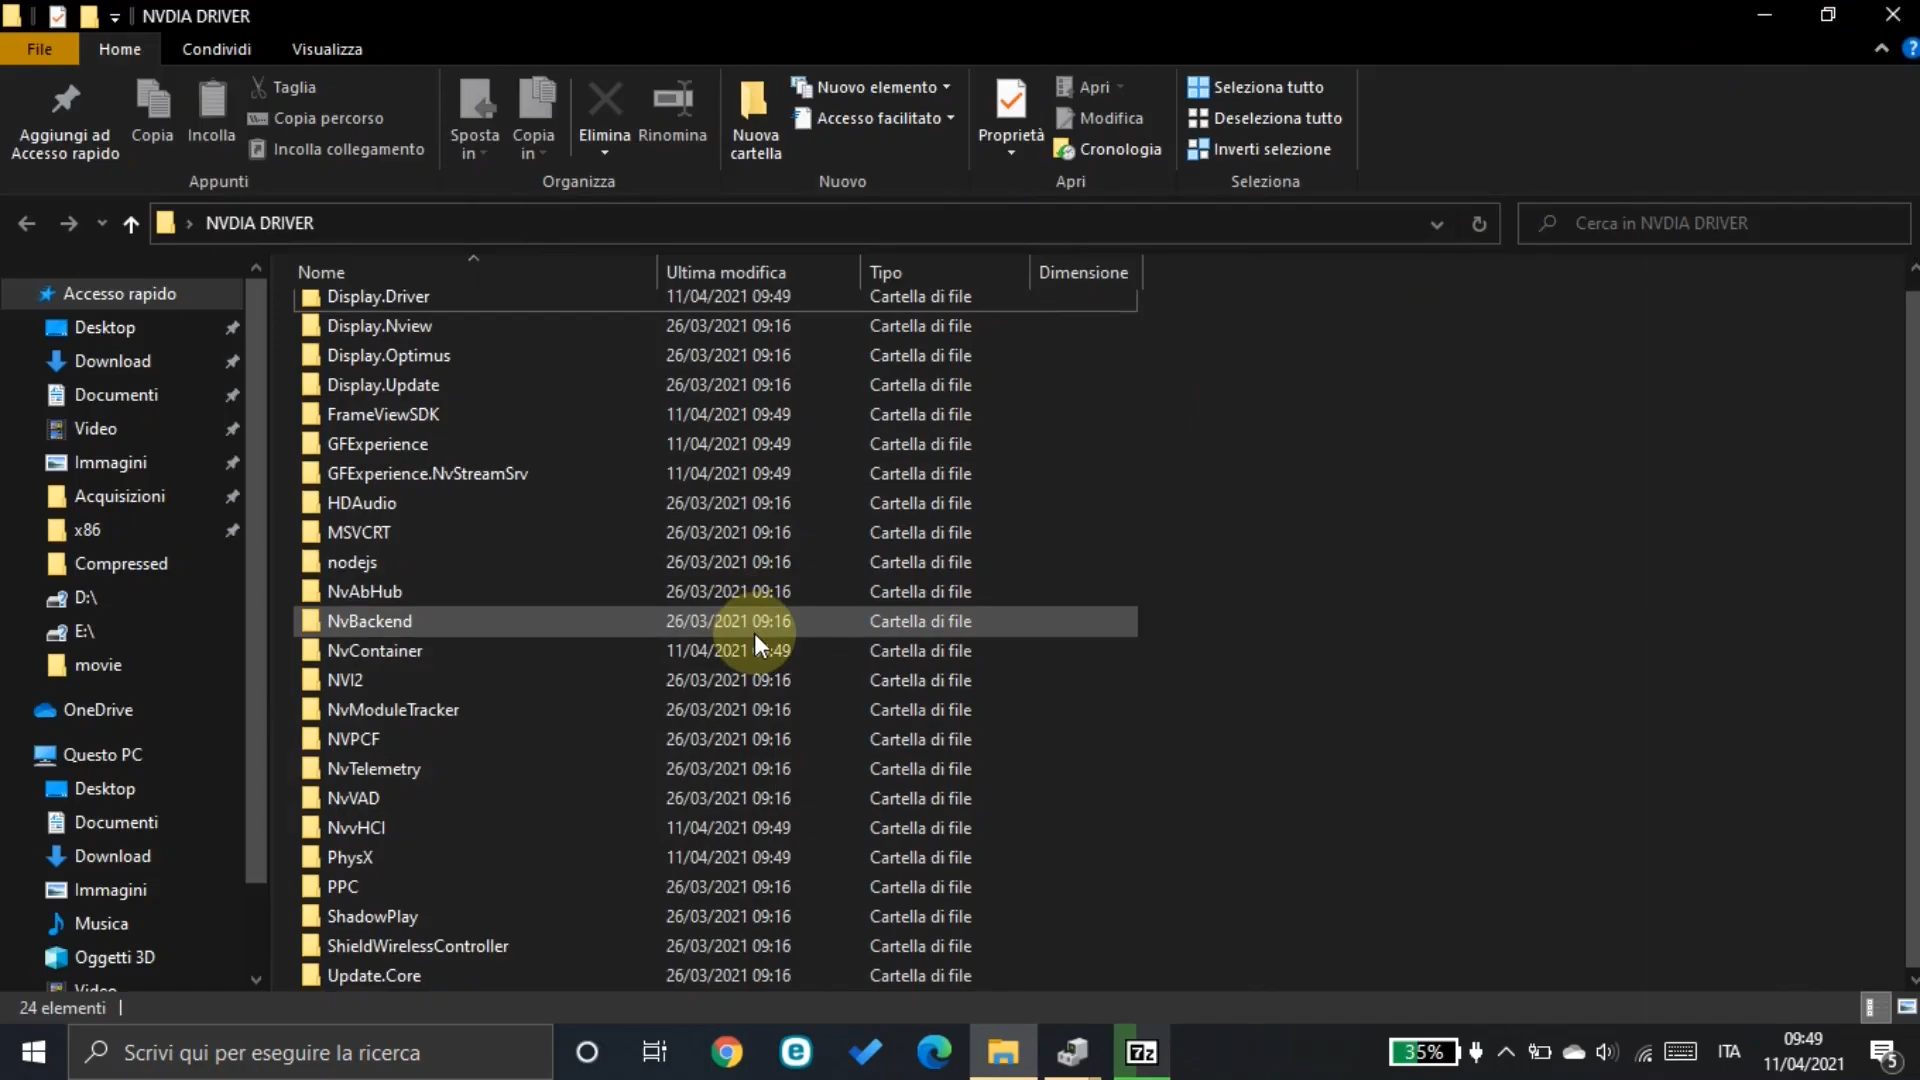 NVDIA DRIVER
File Home Condividi Visualizza
Aggiungi ad Accesso rapido
Copia
Incolla
Taglia
Copia percorso
Incolla collegamento
Appunti
Sposta in
Copia in
Elimina
Rinomina
Organizza
Nuova cartella
Nuovo elemento
Accesso facilitato
Nuovo
Proprietà
Apri
Modifica
Cronologia
Apri
Seleziona tutto
Deseleziona tutto
Inverti selezione
Seleziona
NVDIA DRIVER
Cerca in NVDIA DRIVER
Accesso rapido
Desktop
Download
Documenti
Video
Immagini
Acquisizioni
x86
Compressed
D:\
E:\
movie
OneDrive
Questo PC
Desktop
Documenti
Download
Immagini
Musica
Oggetti 3D
Video
Nome Ultima modifica Tipo Dimensione
Display.Driver 11/04/2021 09:49 Cartella di file
Display.Nview 26/03/2021 09:16 Cartella di file
Display.Optimus 26/03/2021 09:16 Cartella di file
Display.Update 26/03/2021 09:16 Cartella di file
FrameViewSDK 11/04/2021 09:49 Cartella di file
GFExperience 11/04/2021 09:49 Cartella di file
GFExperience.NvStreamSrv 11/04/2021 09:49 Cartella di file
HDAudio 26/03/2021 09:16 Cartella di file
MSVCRT 26/03/2021 09:16 Cartella di file
nodejs 26/03/2021 09:16 Cartella di file
NvAbHub 26/03/2021 09:16 Cartella di file
NvBackend 26/03/2021 09:16 Cartella di file
NvContainer 11/04/2021 09:49 Cartella di file
NVI2 26/03/2021 09:16 Cartella di file
NvModuleTracker 26/03/2021 09:16 Cartella di file
NVPCF 26/03/2021 09:16 Cartella di file
NvTelemetry 26/03/2021 09:16 Cartella di file
NvVAD 26/03/2021 09:16 Cartella di file
NvvHCI 11/04/2021 09:49 Cartella di file
PhysX 11/04/2021 09:49 Cartella di file
PPC 26/03/2021 09:16 Cartella di file
ShadowPlay 26/03/2021 09:16 Cartella di file
ShieldWirelessController 26/03/2021 09:16 Cartella di file
Update.Core 26/03/2021 09:16 Cartella di file
24 elementi
Scrivi qui per eseguire la ricerca
7z
35%
ITA
09:49
11/04/2021
5